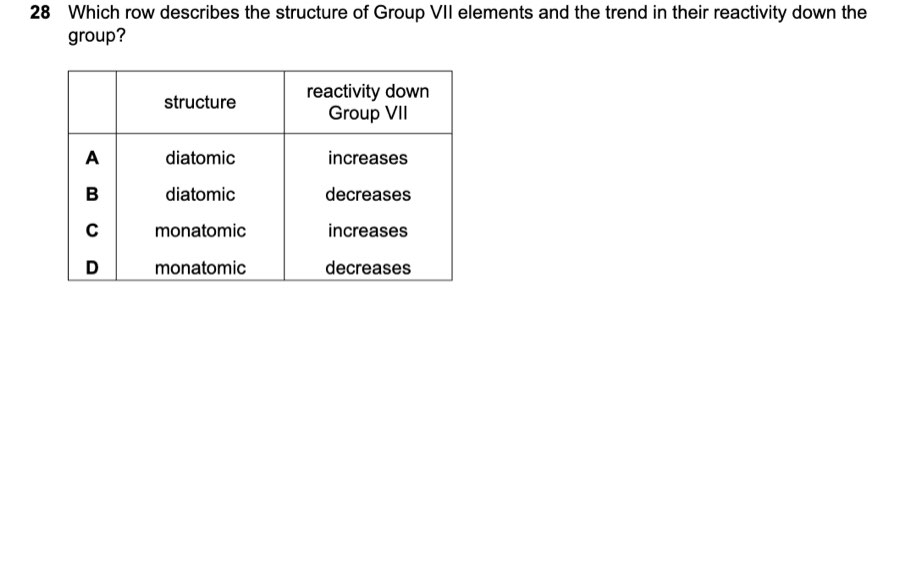 28 Which row describes the structure of Group VII elements and the trend in their reactivity down the
group?
structure reactivity down
Group VII
A diatomic increases
B diatomic decreases
C monatomic increases
D monatomic decreases